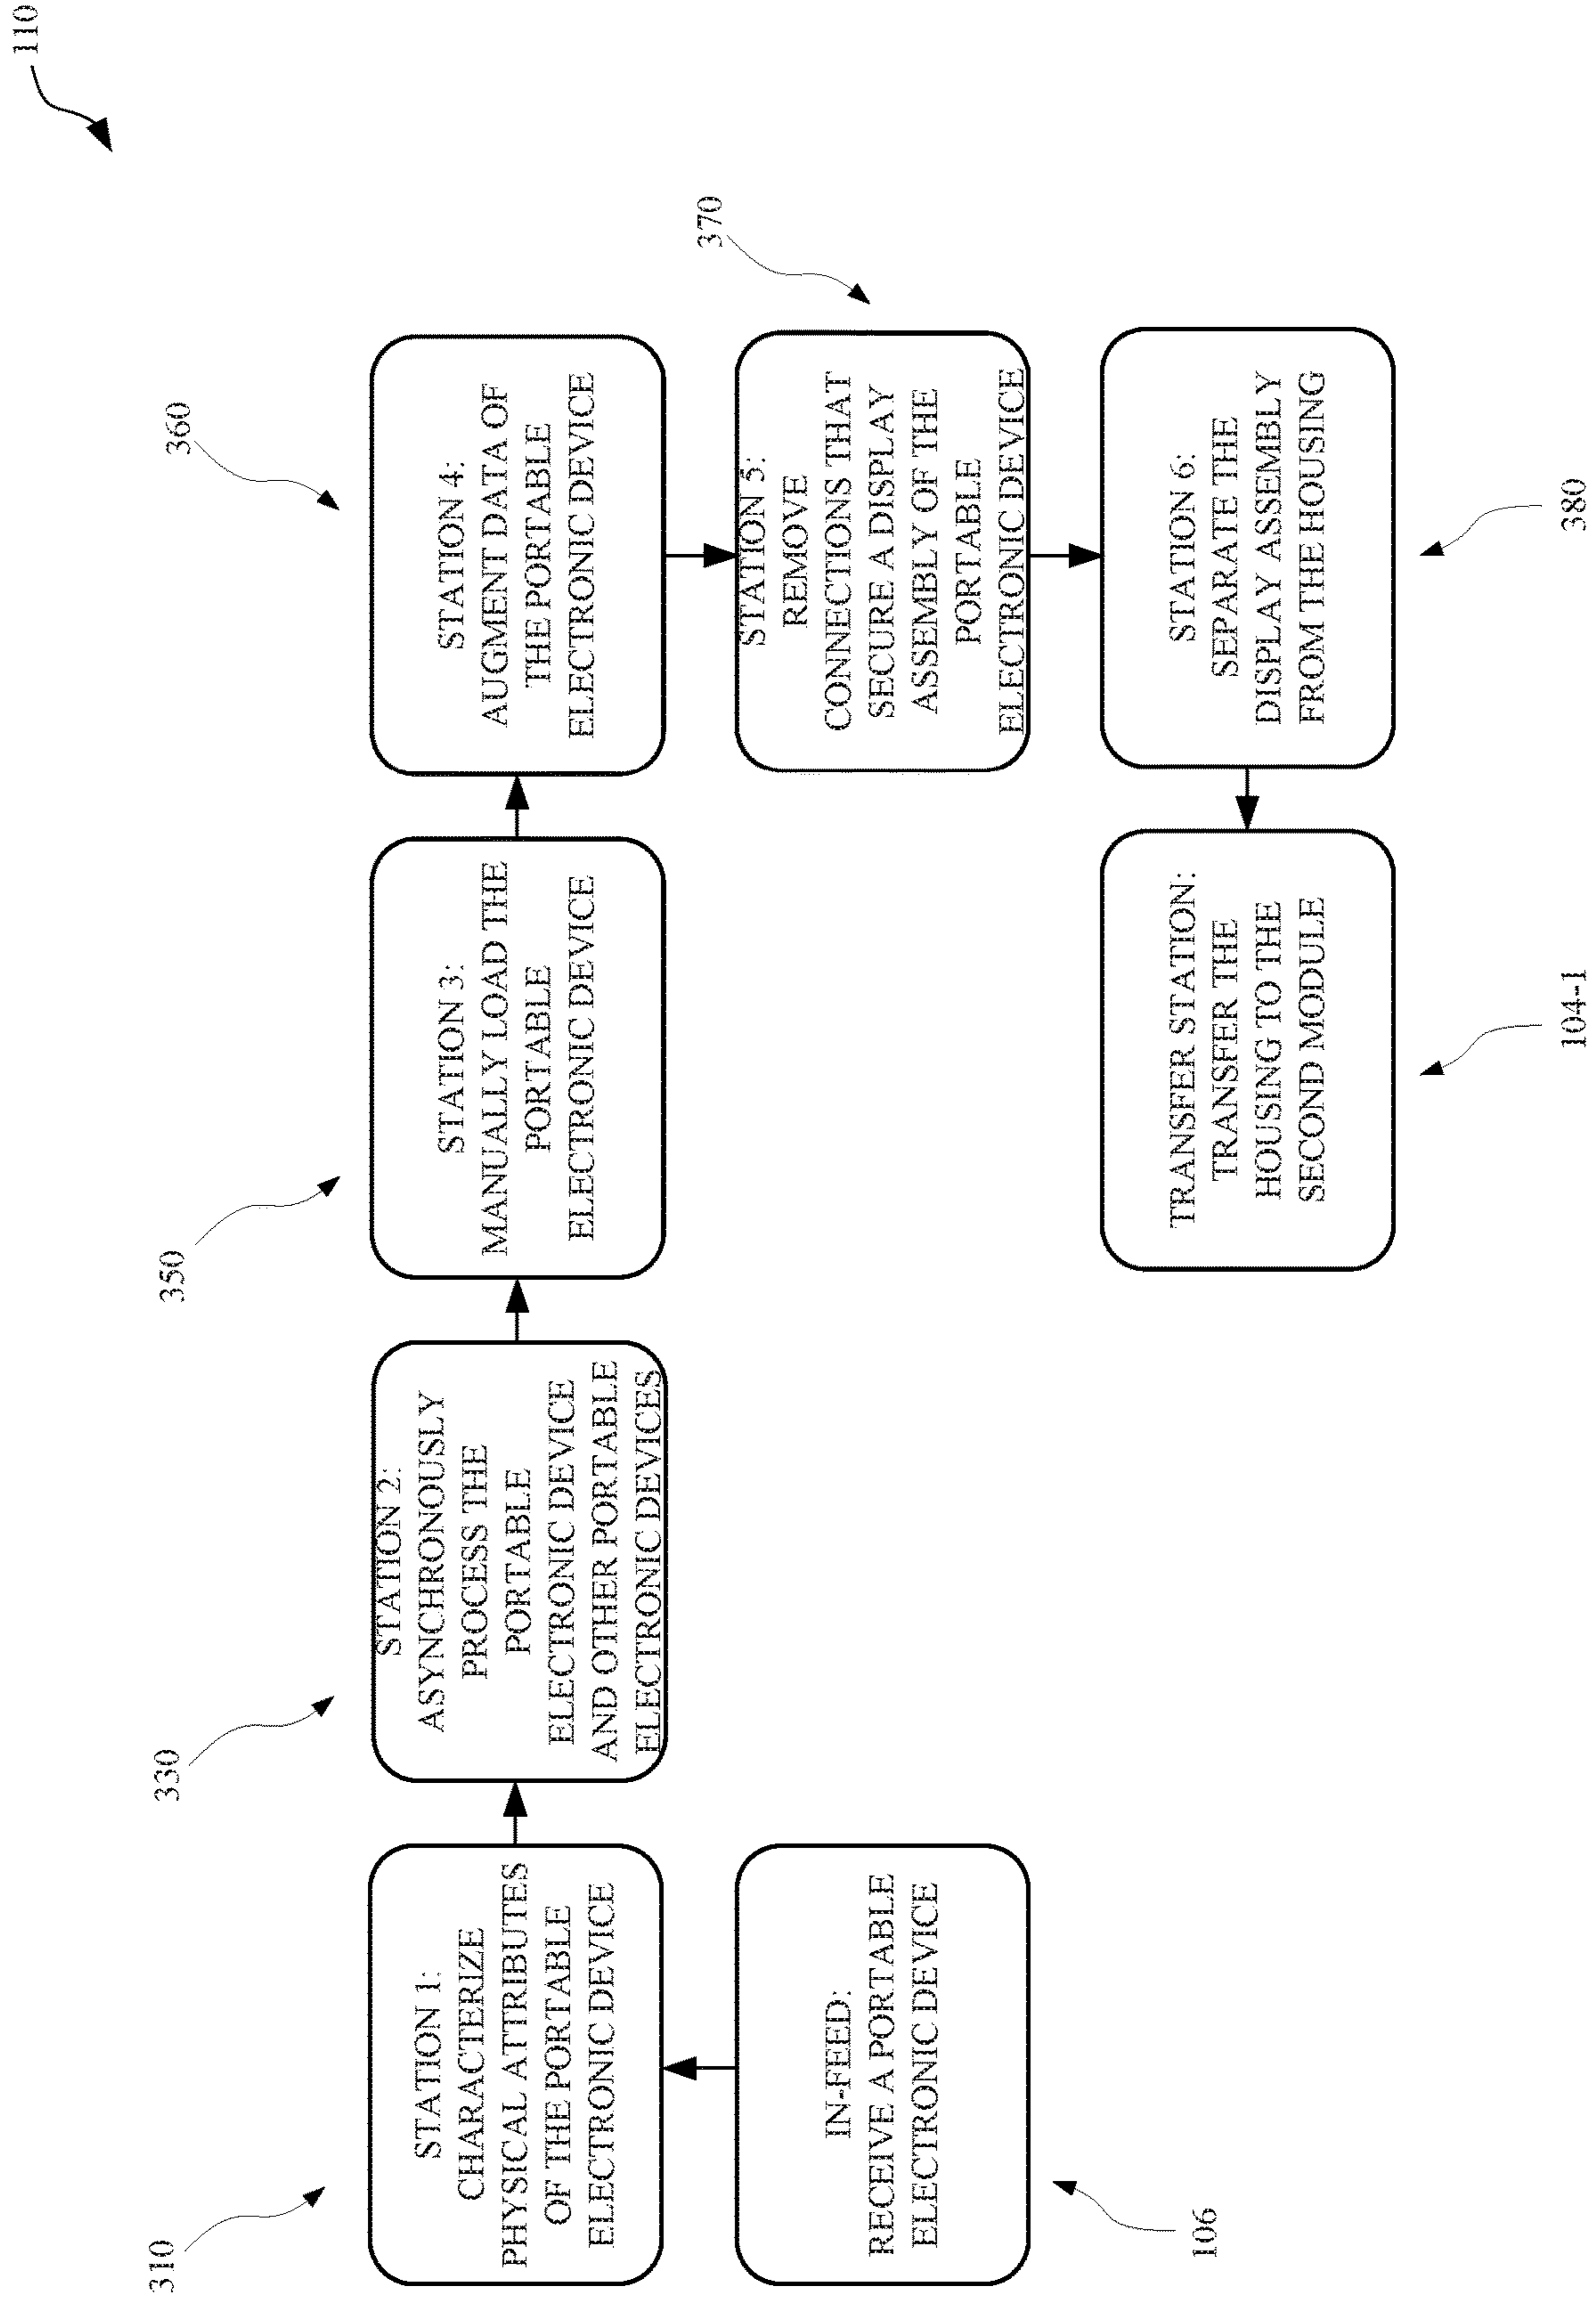 110
310
STATION 1:
CHARACTERIZE
PHYSICAL ATTRIBUTES
OF THE PORTABLE
ELECTRONIC DEVICE
330
STATION 2:
ASYNCHRONOUSLY
PROCESS THE
PORTABLE
ELECTRONIC DEVICE
AND OTHER PORTABLE
ELECTRONIC DEVICES
350
STATION 3:
MANUALLY LOAD THE
PORTABLE
ELECTRONIC DEVICE
360
STATION 4:
AUGMENT DATA OF
THE PORTABLE
ELECTRONIC DEVICE
IN-FEED:
RECEIVE A PORTABLE
ELECTRONIC DEVICE
106
370
STATION 5:
REMOVE
CONNECTIONS THAT
SECURE A DISPLAY
ASSEMBLY OF THE
PORTABLE
ELECTRONIC DEVICE
STATION 6:
SEPARATE THE
DISPLAY ASSEMBLY
FROM THE HOUSING
380
TRANSFER STATION:
TRANSFER THE
HOUSING TO THE
SECOND MODULE
104-1